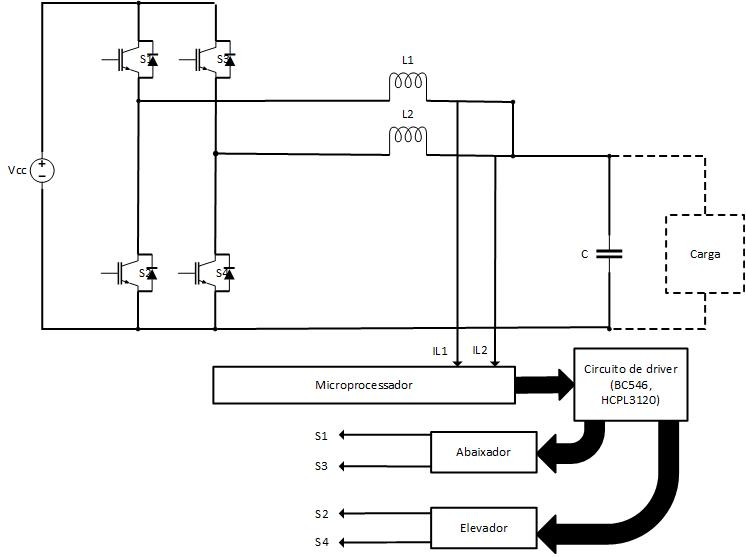 S1
S3
L1
L2
Vcc
+
−
S2
S4
C
Carga
IL1
IL2
Microprocessador
Circuito de driver
(BC546,
HCPL3120)
S1
S3
Abaixador
S2
S4
Elevador